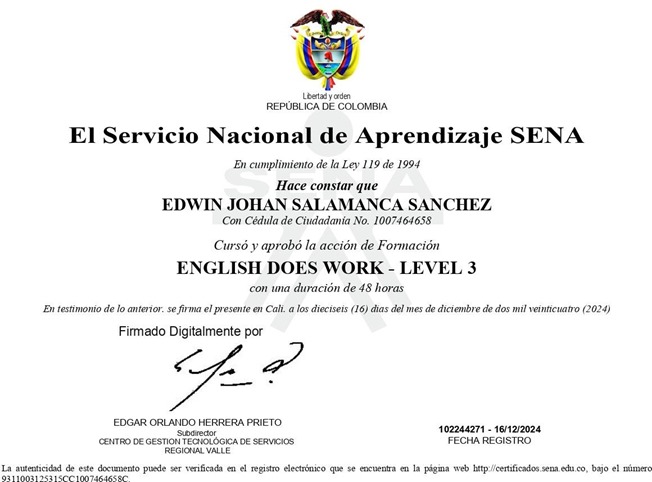 Libertad y orden
REPÚBLICA DE COLOMBIA
El Servicio Nacional de Aprendizaje SENA
En cumplimiento de la Ley 119 de 1994
Hace constar que
EDWIN JOHAN SALAMANCA SANCHEZ
Con Cédula de Ciudadanía No. 1007464658
Cursó y aprobó la acción de Formación
ENGLISH DOES WORK - LEVEL 3
con una duración de 48 horas
En testimonio de lo anterior. se firma el presente en Cali. a los dieciseis (16) dias del mes de diciembre de dos mil veinticuatro (2024)
Firmado Digitalmente por
EDGAR ORLANDO HERRERA PRIETO
Subdirector
CENTRO DE GESTION TECNOLÓGICA DE SERVICIOS
REGIONAL VALLE
102244271 - 16/12/2024
FECHA REGISTRO
La autenticidad de este documento puede ser verificada en el registro electrónico que se encuentra en la página web http://certificados.sena.edu.co, bajo el número
9311003125315CC1007464658C.
SENA